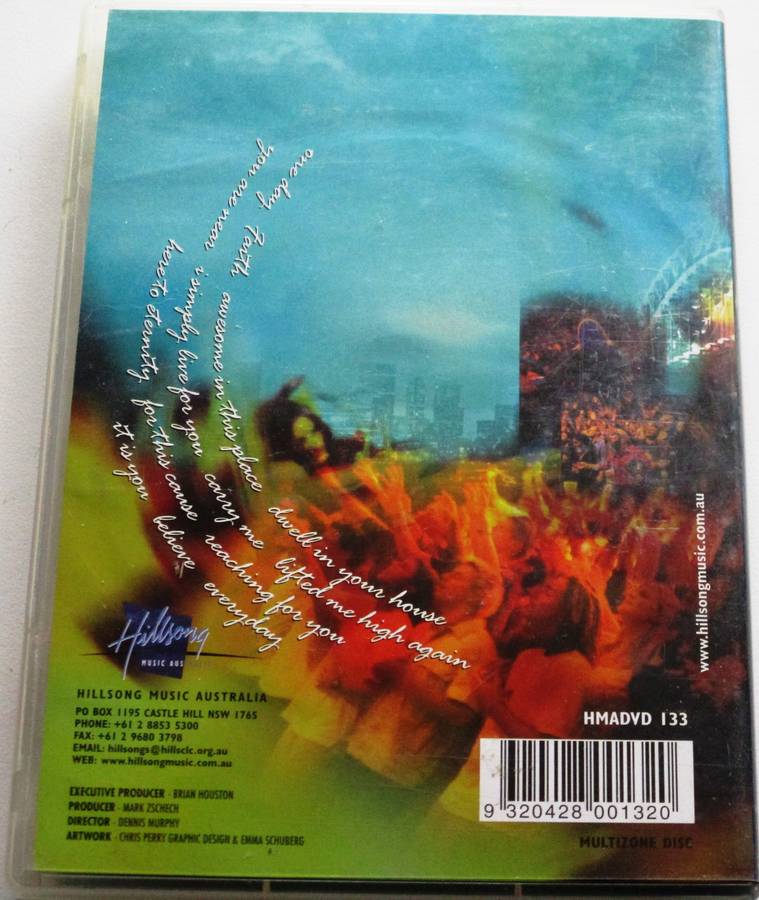 one day faith awesome in this place dwell in your house
you are near i simply live for you carry me lifted me high again
here to eternity for this cause reaching for you
it is you believe everyday
Hillsong
MUSIC AUS
HILLSONG MUSIC AUSTRALIA
PO BOX 1195 CASTLE HILL NSW 1765
PHONE: +61 2 8853 5300
FAX: +61 2 9680 3798
EMAIL: hillsongs@hillsclc.org.au
WEB: www.hillsongmusic.com.au
EXECUTIVE PRODUCER - BRIAN HOUSTON
PRODUCER - MARK ZSCHECH
DIRECTOR - DENNIS MURPHY
ARTWORK - CHRIS PERRY GRAPHIC DESIGN & EMMA SCHUBERG
www.hillsongmusic.com.au
HMADVD 133
9 320428 001320
MULTIZONE DISC